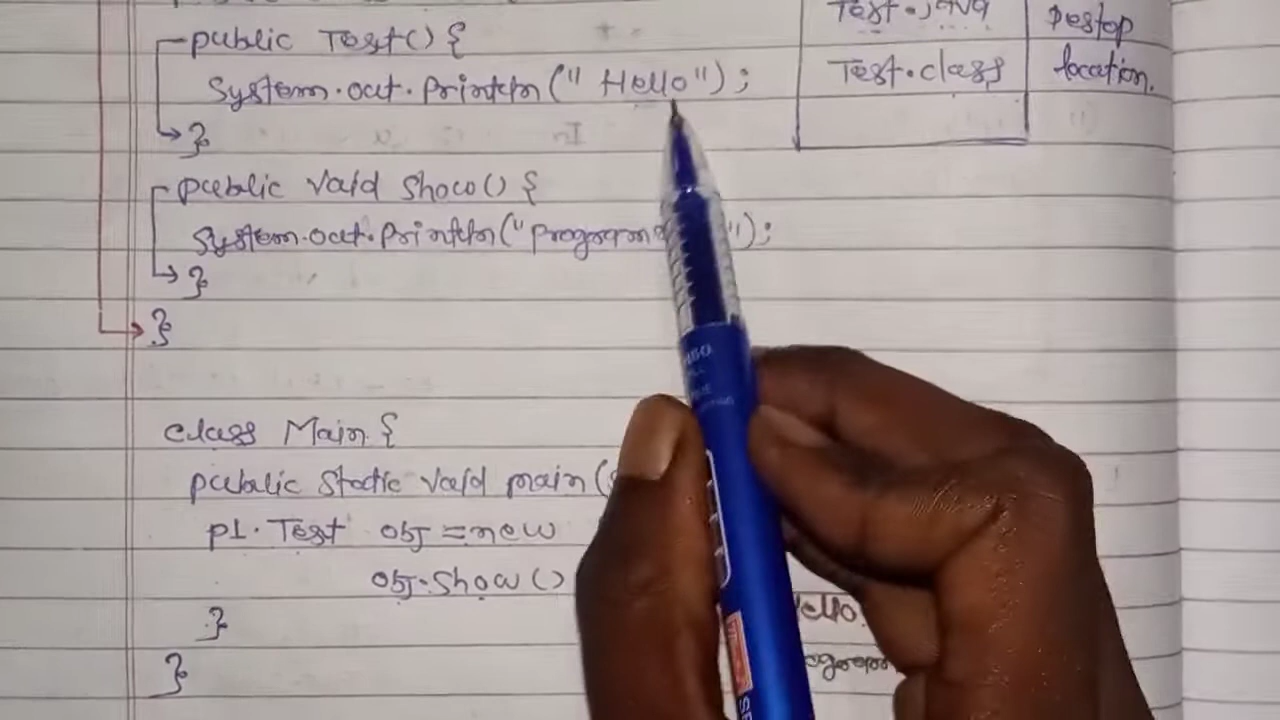 Test.java Destop
public Test() {
System.out.println("Hello");
Test.class location.
}
public void Show() {
System.out.println("Program");
}
}
class Main {
public static void main(
p1.Test obj = new
obj.show()
Hello
}
}